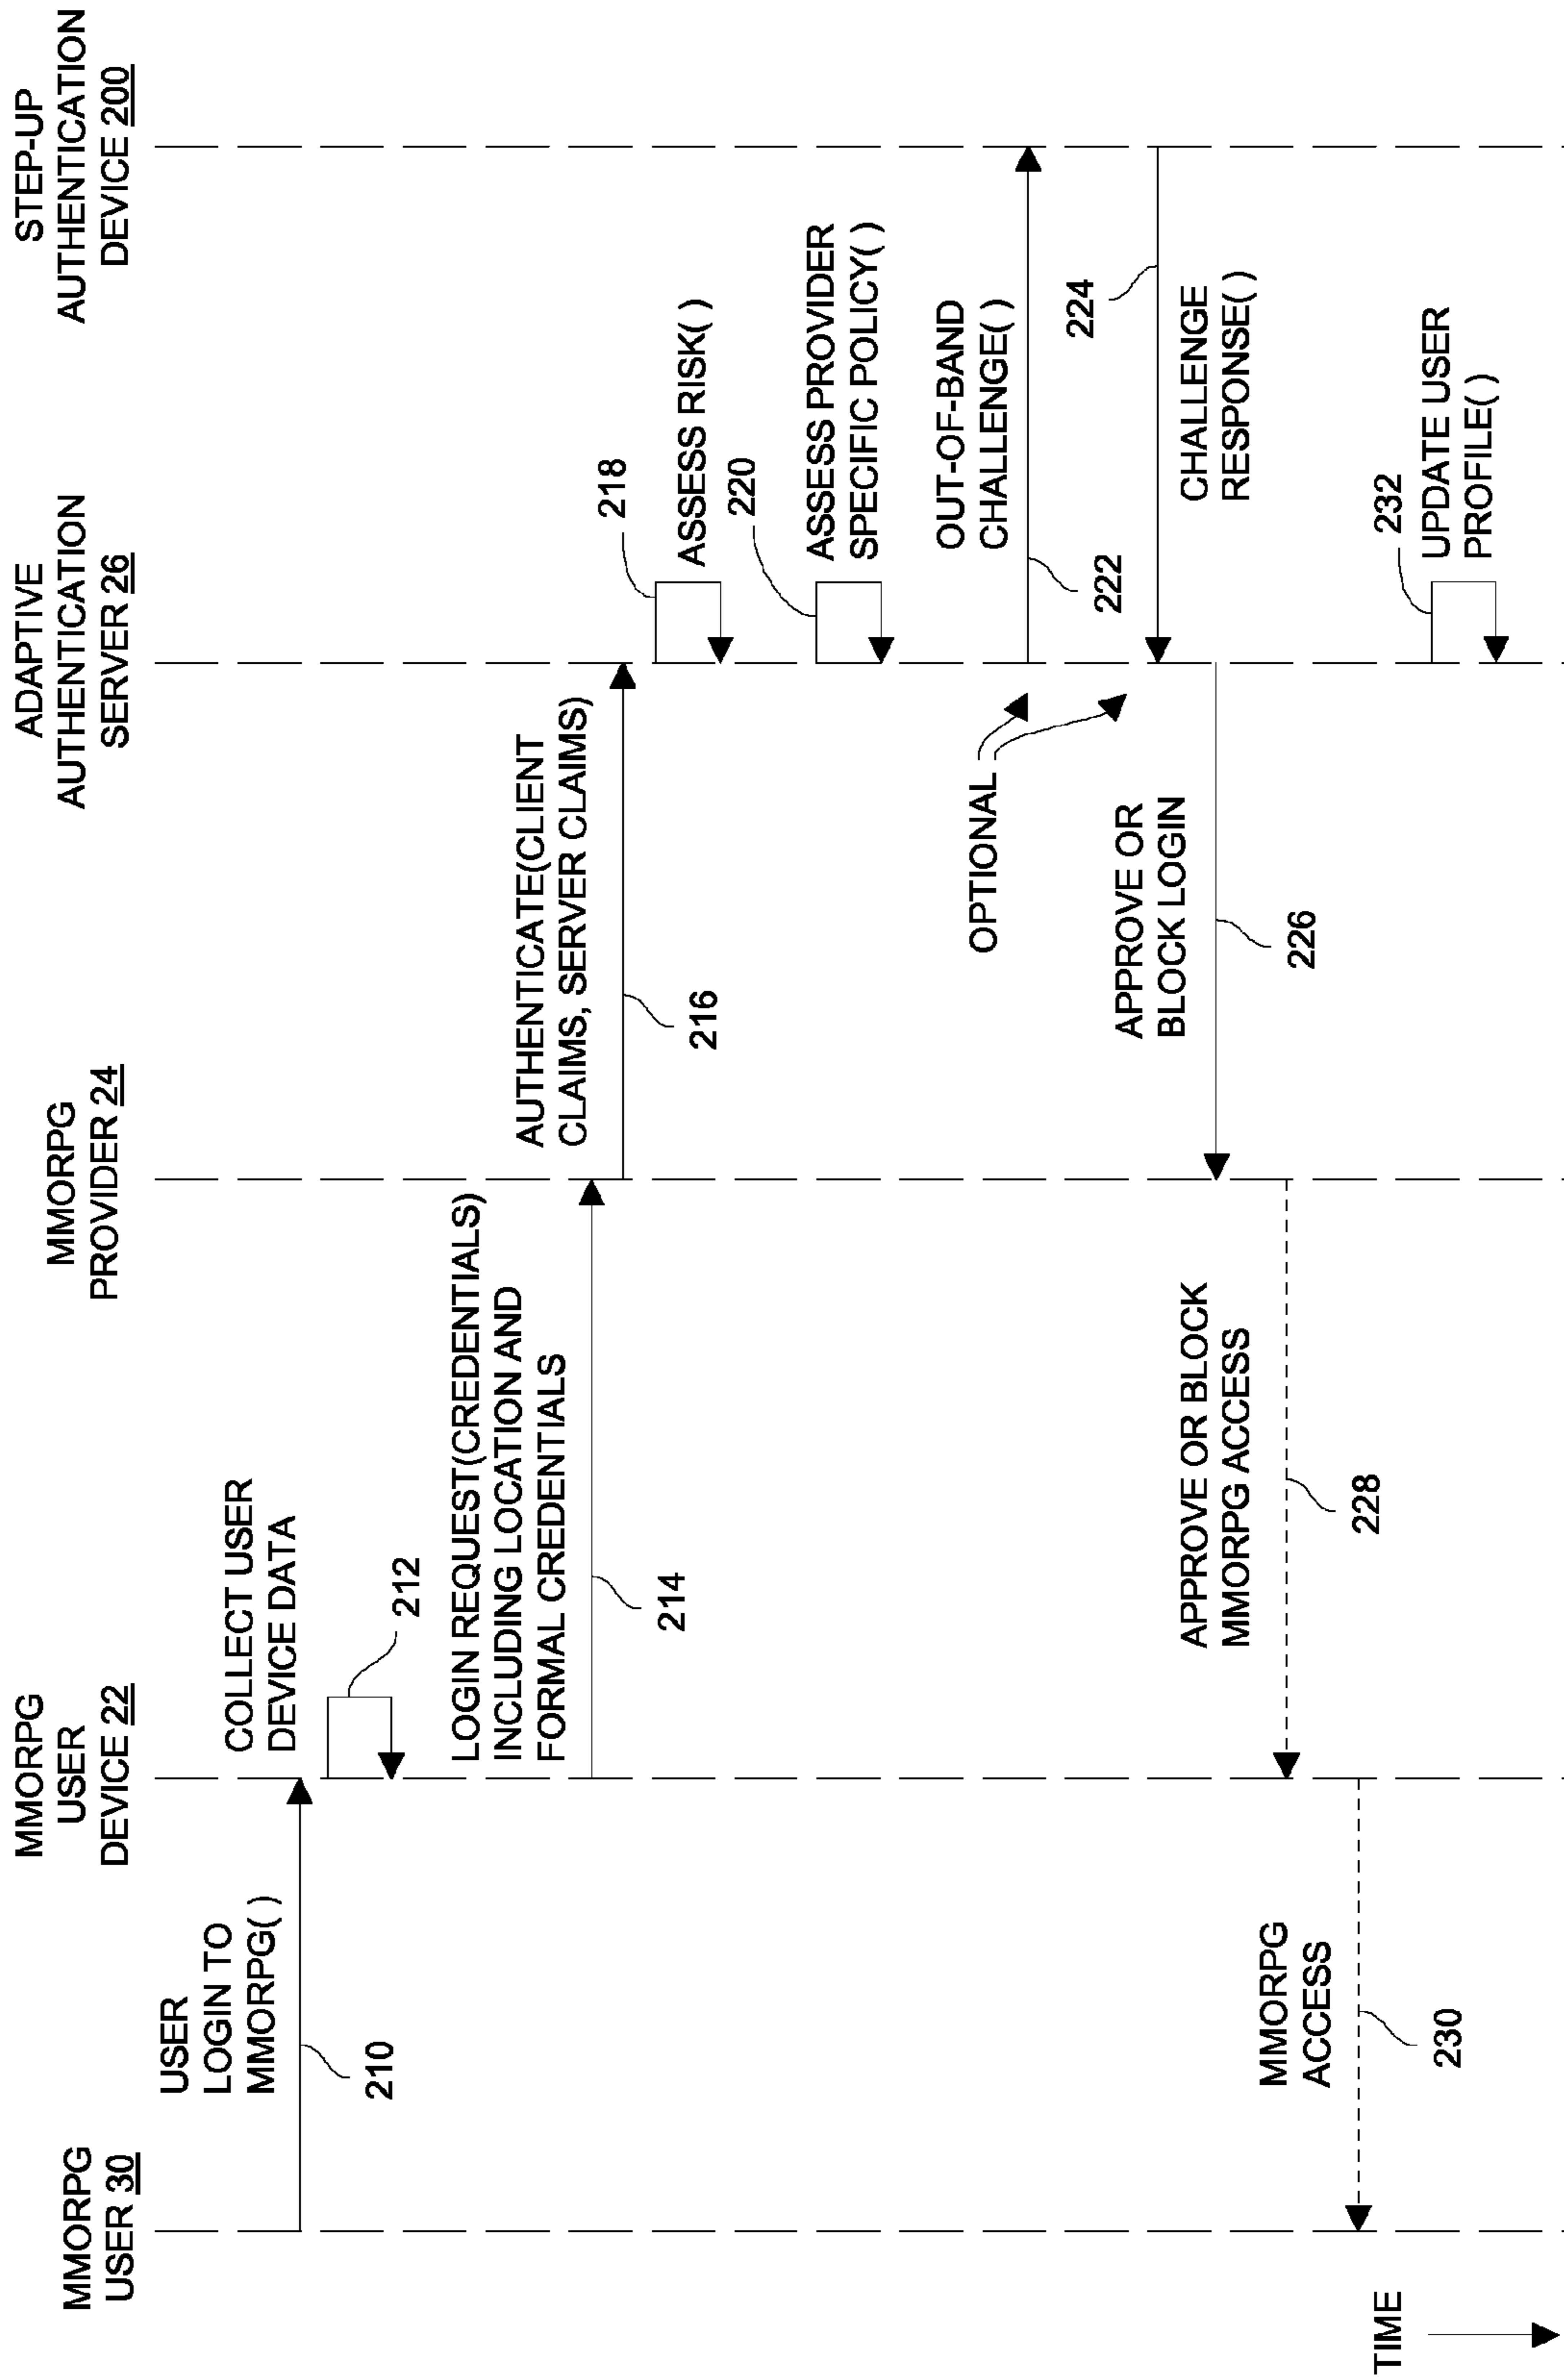 MMORPG
USER 30
MMORPG
USER
DEVICE 22
MMORPG
PROVIDER 24
ADAPTIVE
AUTHENTICATION
SERVER 26
STEP-UP
AUTHENTICATION
DEVICE 200
USER
LOGIN TO
MMORPG( )
210
COLLECT USER
DEVICE DATA
212
LOGIN REQUEST(CREDENTIALS)
INCLUDING LOCATION AND
FORMAL CREDENTIALS
214
AUTHENTICATE(CLIENT
CLAIMS, SERVER CLAIMS)
216
218
ASSESS RISK( )
220
ASSESS PROVIDER
SPECIFIC POLICY( )
OUT-OF-BAND
CHALLENGE( )
222
OPTIONAL
224
CHALLENGE
RESPONSE( )
APPROVE OR
BLOCK LOGIN
226
APPROVE OR BLOCK
MMORPG ACCESS
228
MMORPG
ACCESS
230
232
UPDATE USER
PROFILE( )
TIME